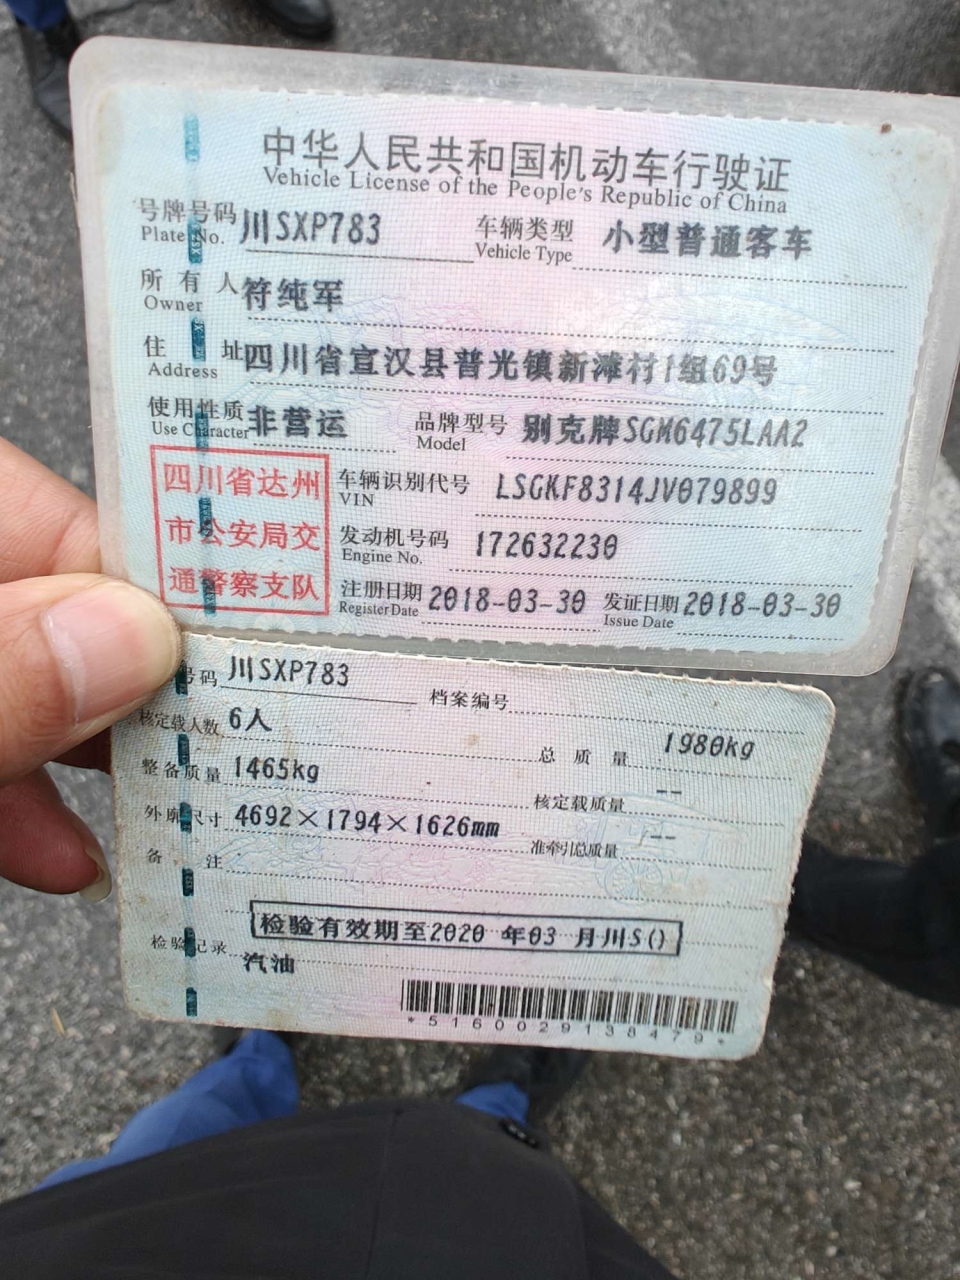 中华人民共和国机动车行驶证
Vehicle License of the People's Republic of China
号牌号码 川SXP783 车辆类型 小型普通客车
Plate No. Vehicle Type
所有人 符纯军
Owner
住址 四川省宣汉县普光镇新滩村1组69号
Address
使用性质 非营运 品牌型号 别克牌SGM6475LAA2
Use Character Model
四川省达州
市公安局交
通警察支队
车辆识别代号 LSGKF8314JV079899
VIN
发动机号码 172632230
Engine No.
注册日期 2018-03-30 发证日期 2018-03-30
Register Date Issue Date
号码 川SXP783 档案编号
核定载人数 6人 总质量 1980kg
整备质量 1465kg 核定载质量 --
外廓尺寸 4692×1794×1626mm 准牵引总质量 --
备注
检验有效期至2020 年03 月川S()
检验记录
汽油
*5160029138479*